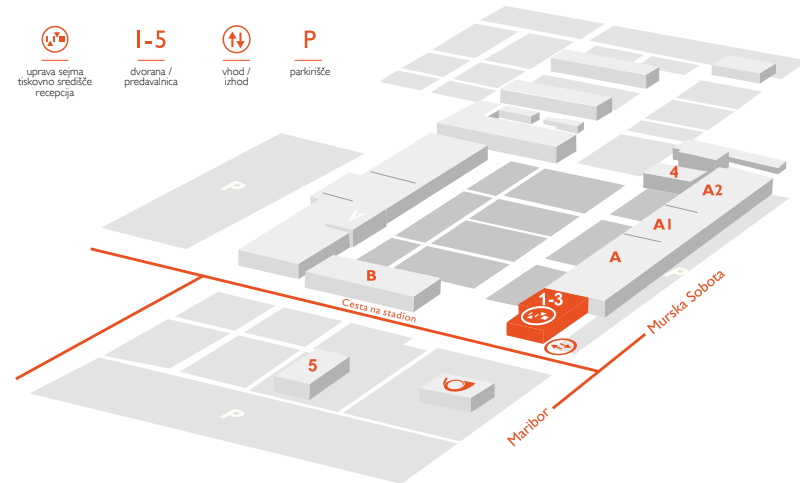 1-5
P
uprava sejma
tiskovno središče
recepcija
dvorana /
predavalnica
vhod /
izhod
parkirišče
4
A2
P
A1
V
A
P
B
1-3
Cesta na stadion
Murska Sobota
5
P
Maribor